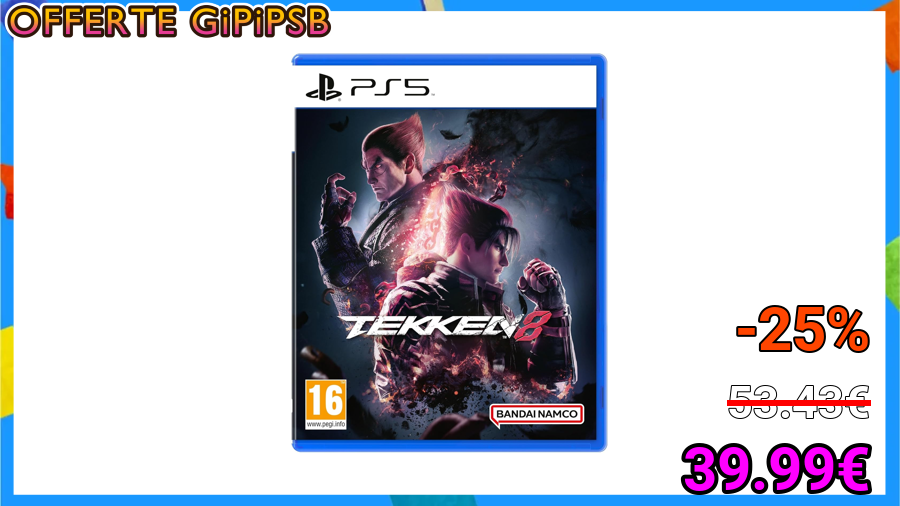 OFFERTE GiPiPSB
PS5
TEKKEN 8
16
www.pegi.info
BANDAI NAMCO
-25%
53.43€
39.99€